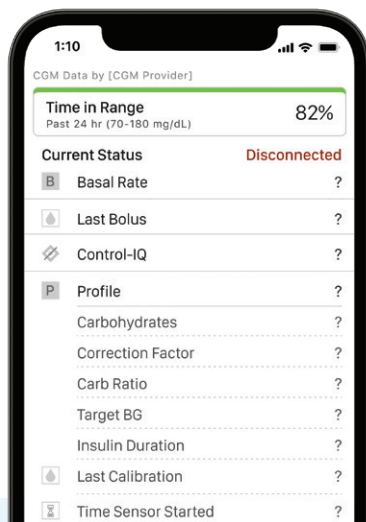 1:10
CGM Data by [CGM Provider]
Time in Range
Past 24 hr (70-180 mg/dL)
82%
Current Status Disconnected
B Basal Rate ?
Last Bolus ?
Control-IQ ?
P Profile ?
Carbohydrates ?
Correction Factor ?
Carb Ratio ?
Target BG ?
Insulin Duration ?
Last Calibration ?
Time Sensor Started ?